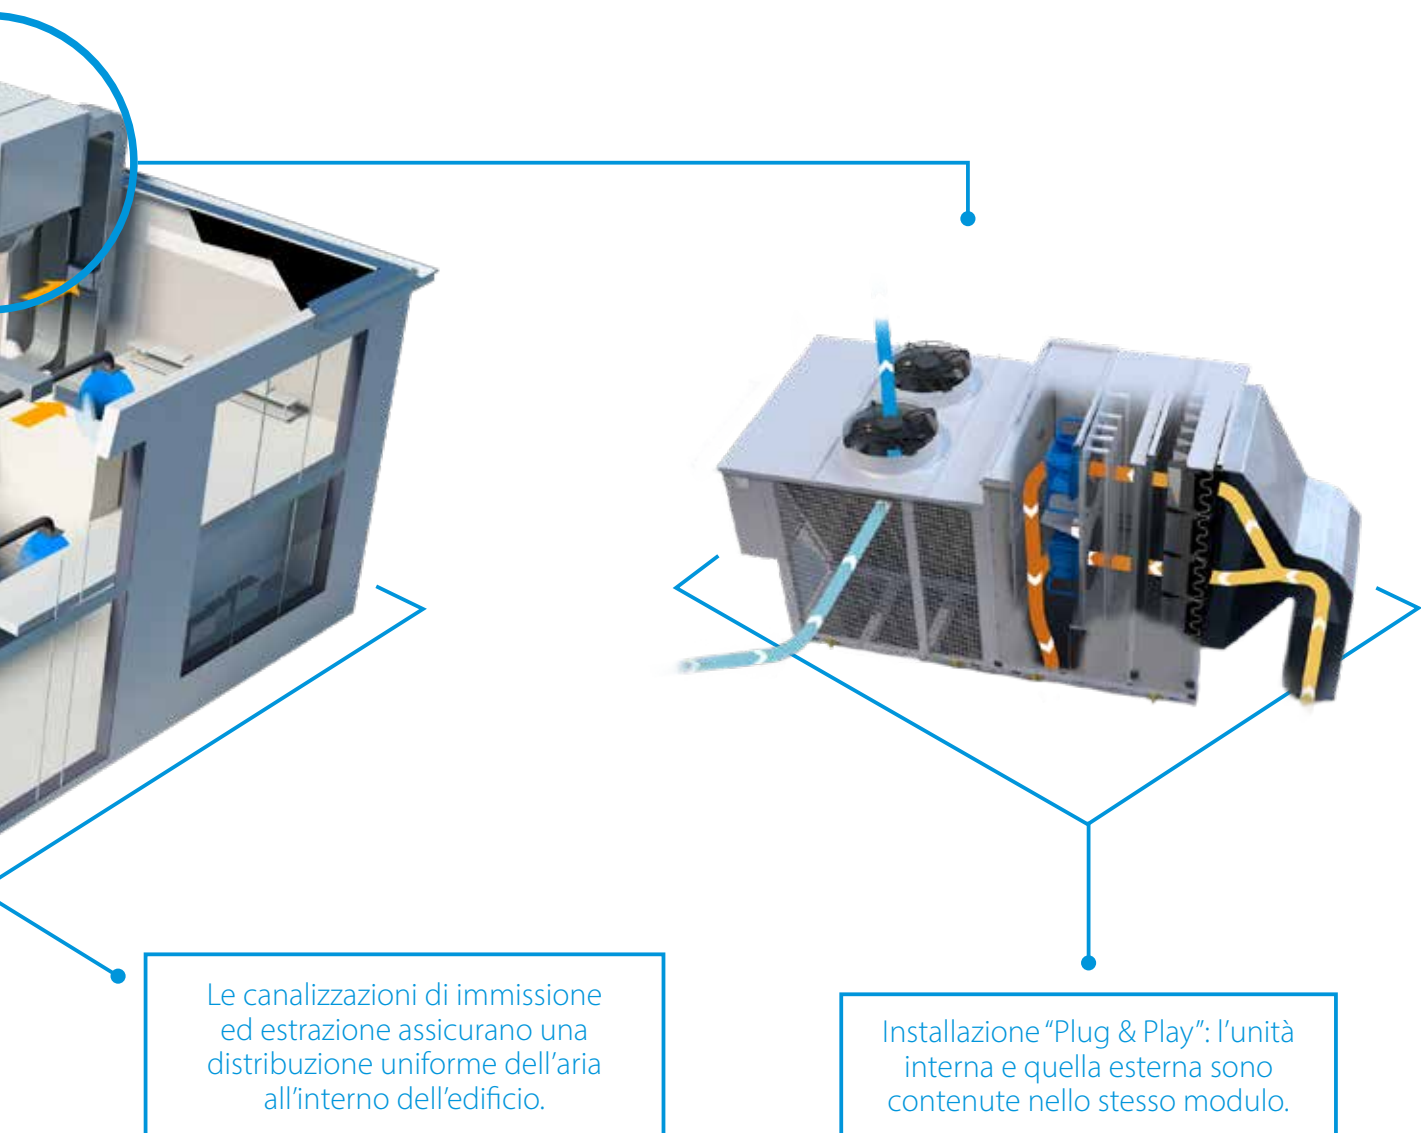 Le canalizzazioni di immissione
ed estrazione assicurano una
distribuzione uniforme dell’aria
all’interno dell’edificio.
Installazione “Plug & Play”: l’unità
interna e quella esterna sono
contenute nello stesso modulo.